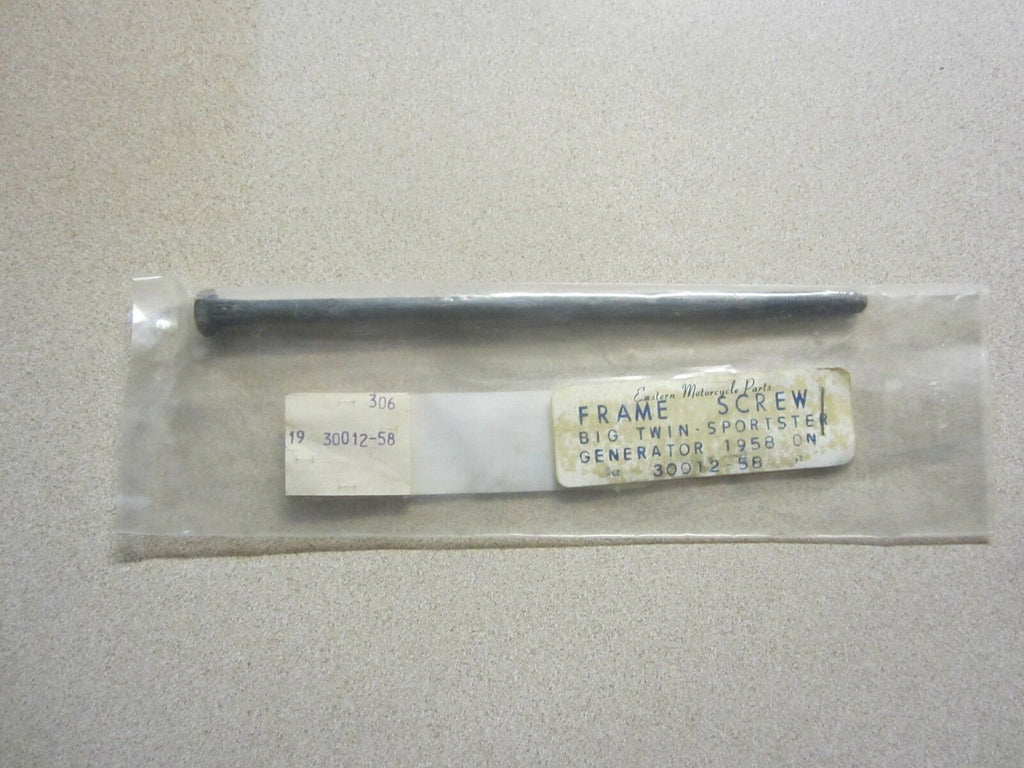 306
19 30012-58
Eastern Motorcycle Parts
FRAME SCREW
BIG TWIN-SPORTSTER
GENERATOR 1958 ON
30012-58